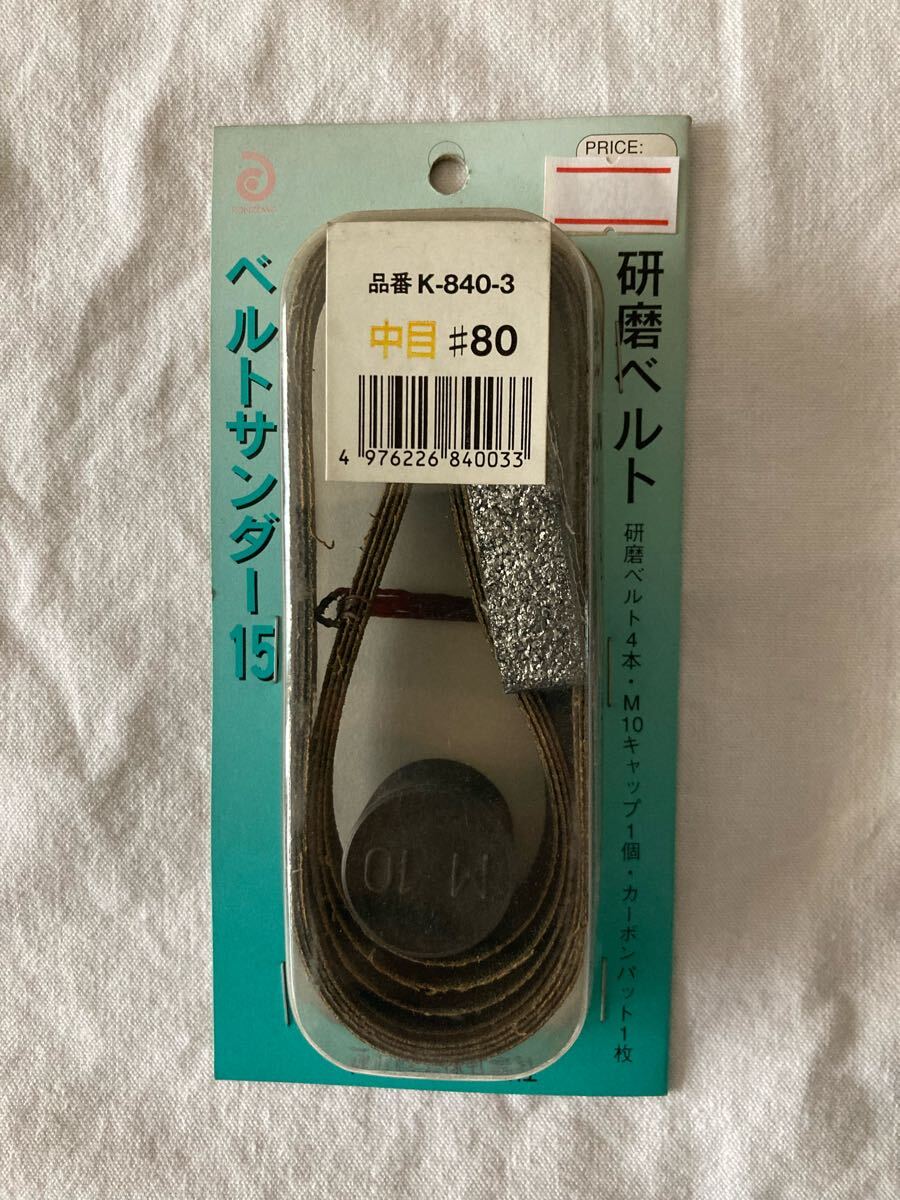 PRICE:
研磨ベルト
研磨ベルト4本・M10キャップ1個・カーボンパット1枚
品番 K-840-3
中目 #80
4 976226 840033
ベルトサンダー15
M 10